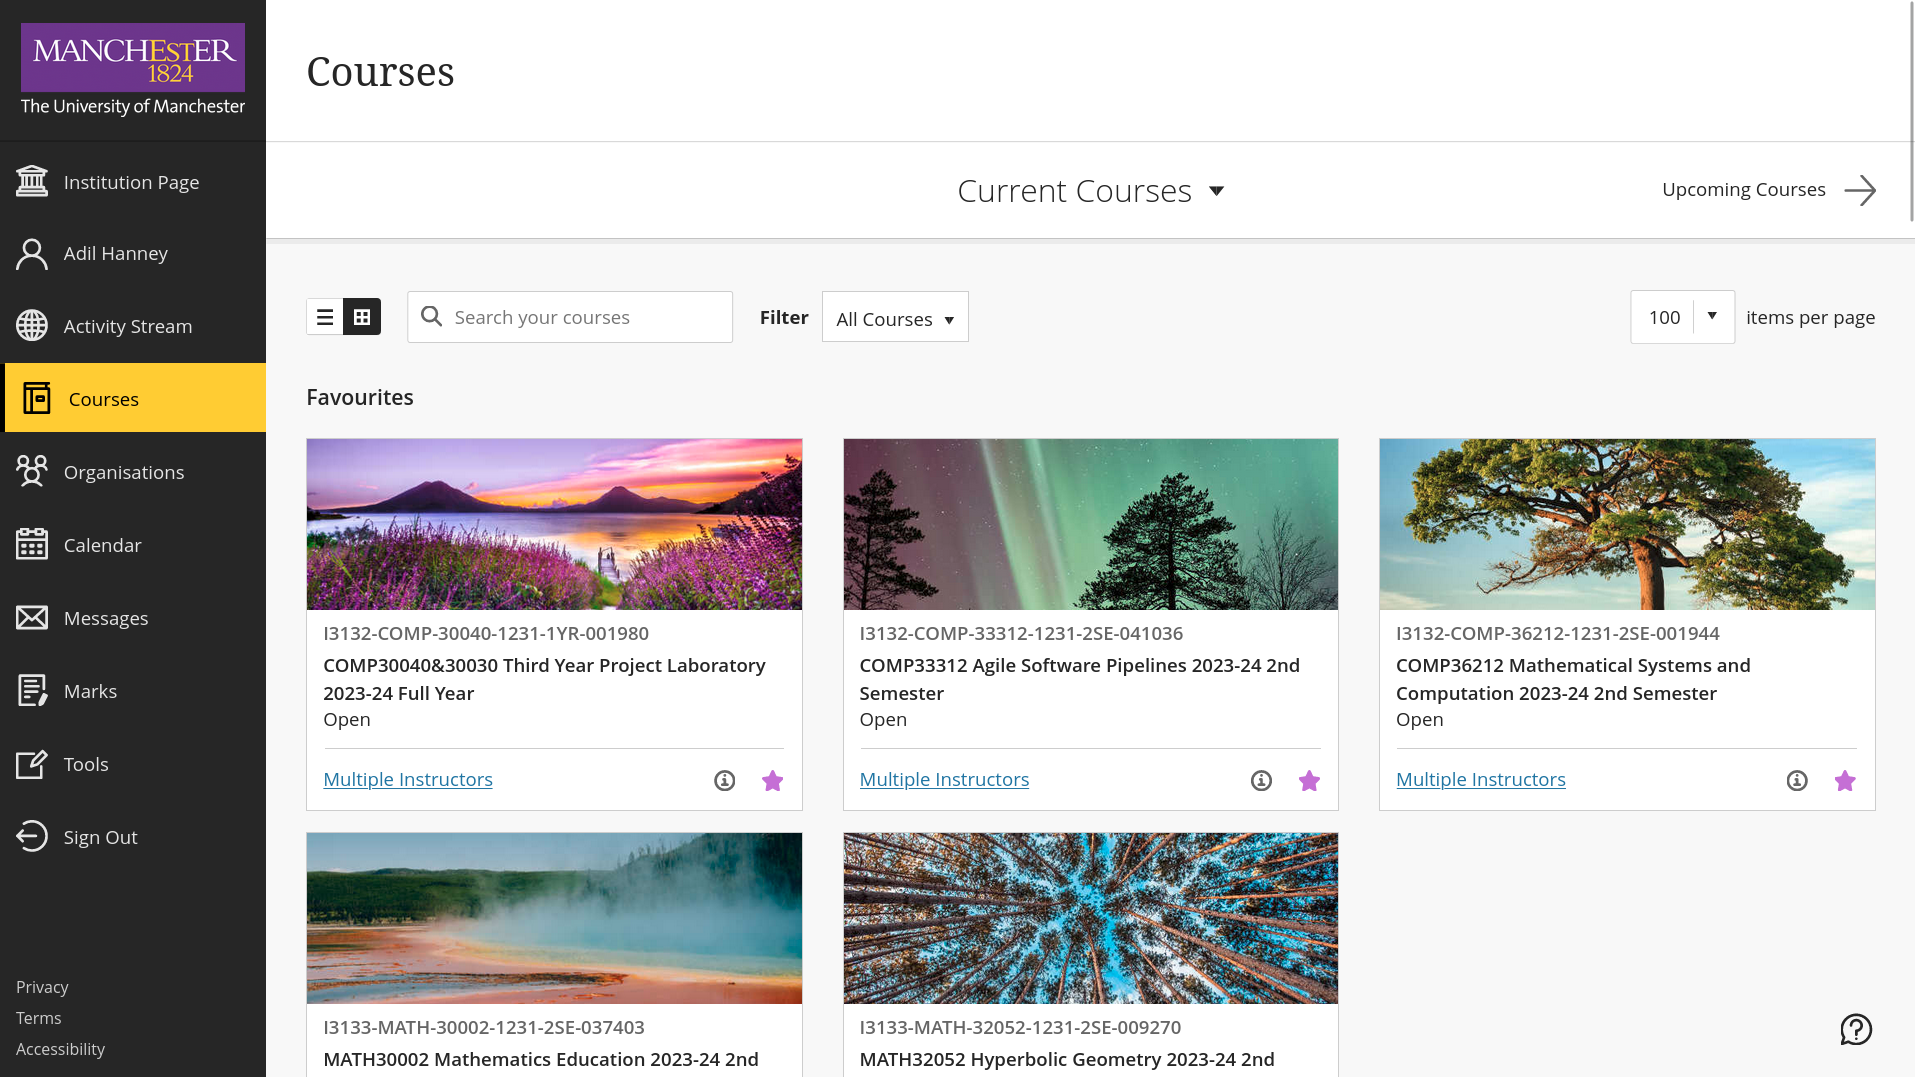 MANCHESTER
1824
The University of Manchester
Institution Page
Adil Hanney
Activity Stream
Courses
Organisations
Calendar
Messages
Marks
Tools
Sign Out
Privacy
Terms
Accessibility
Courses
Current Courses
Upcoming Courses
Search your courses
Filter
All Courses
100
items per page
Favourites
I3132-COMP-30040-1231-1YR-001980
COMP30040&30030 Third Year Project Laboratory
2023-24 Full Year
Open
Multiple Instructors
I3132-COMP-33312-1231-2SE-041036
COMP33312 Agile Software Pipelines 2023-24 2nd
Semester
Open
Multiple Instructors
I3132-COMP-36212-1231-2SE-001944
COMP36212 Mathematical Systems and
Computation 2023-24 2nd Semester
Open
Multiple Instructors
I3133-MATH-30002-1231-2SE-037403
MATH30002 Mathematics Education 2023-24 2nd
I3133-MATH-32052-1231-2SE-009270
MATH32052 Hyperbolic Geometry 2023-24 2nd